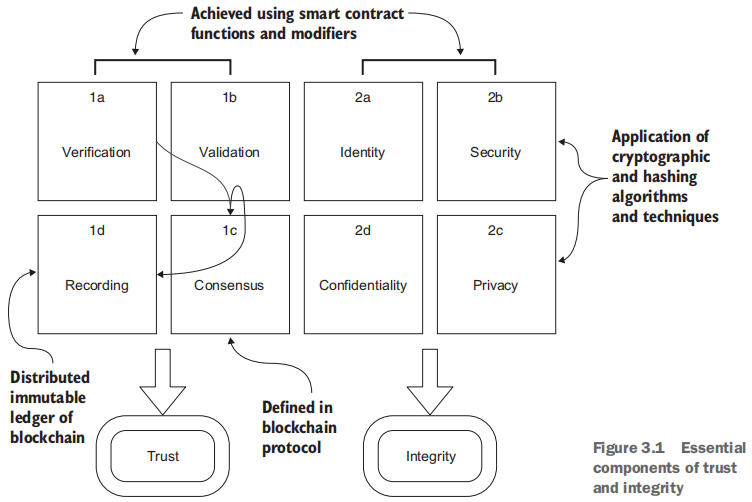 Achieved using smart contract
functions and modifiers
1a
Verification
1b
Validation
2a
Identity
2b
Security
Application of
cryptographic
and hashing
algorithms
and techniques
1d
Recording
1c
Consensus
2d
Confidentiality
2c
Privacy
Distributed
immutable
ledger of
blockchain
Defined in
blockchain
protocol
Trust
Integrity
Figure 3.1 Essential
components of trust
and integrity